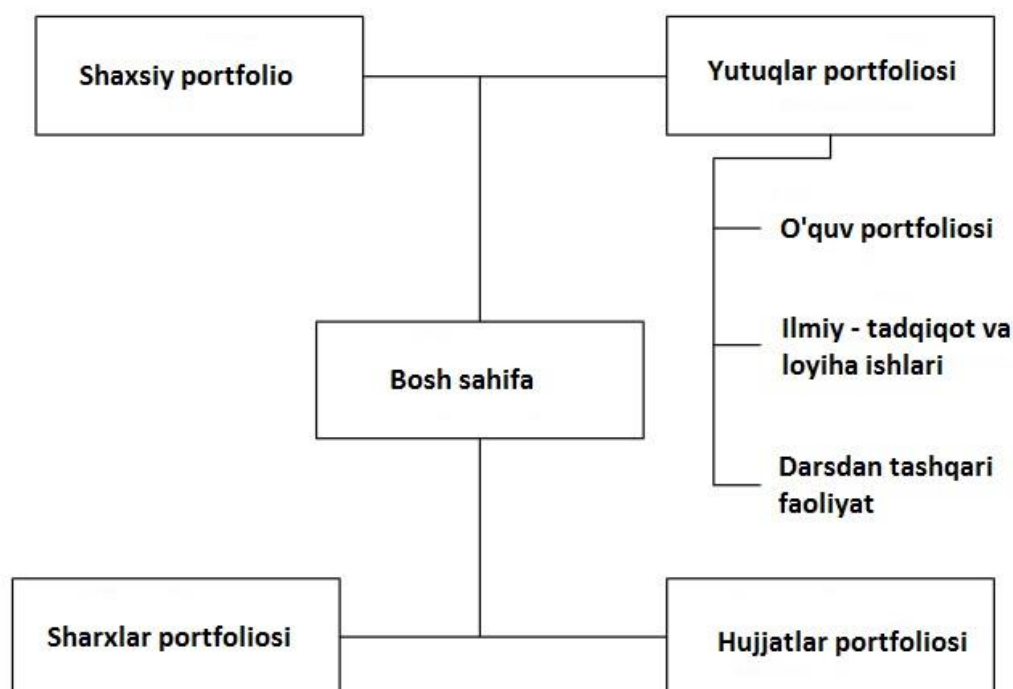 Shaxsiy portfolio
Yutuqlar portfoliosi
O'quv portfoliosi
Ilmiy - tadqiqot va
loyiha ishlari
Bosh sahifa
Darsdan tashqari
faoliyat
Sharxlar portfoliosi
Hujjatlar portfoliosi